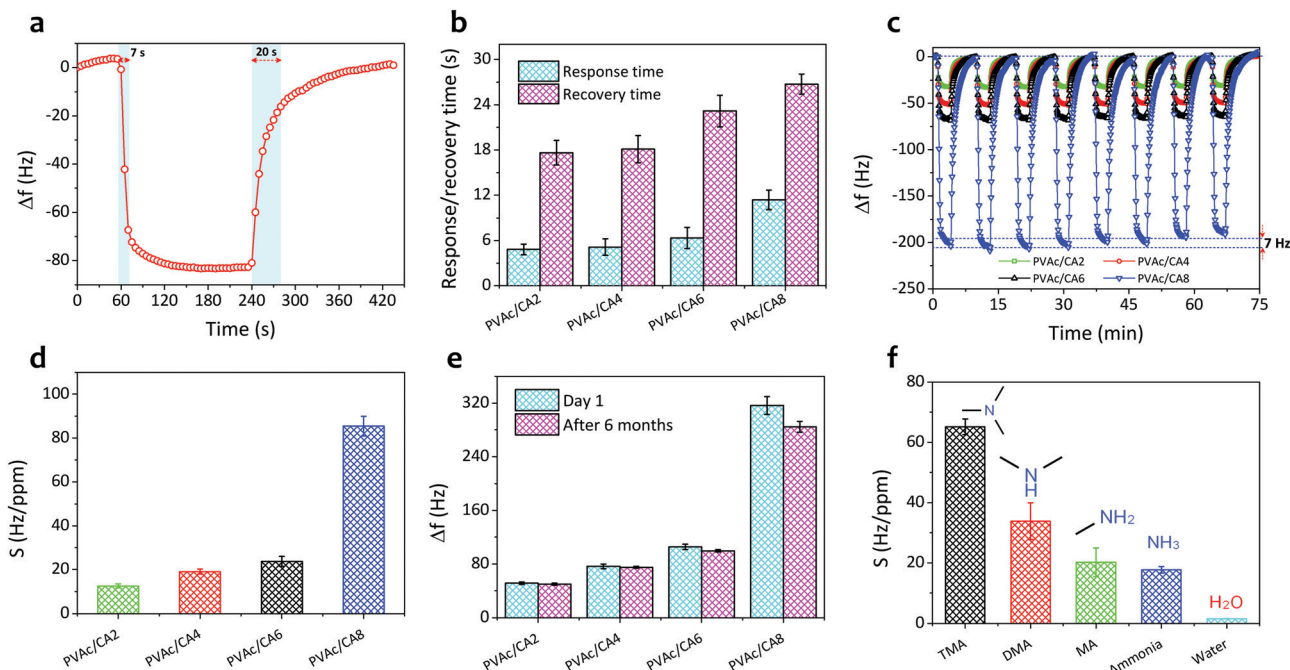 a
7 s
20 s
Δf (Hz)
0
-20
-40
-60
-80
0 60 120 180 240 300 360 420
Time (s)
b
Response/recovery time (s)
30
24
18
12
6
0
Response time
Recovery time
PVAc/CA2 PVAc/CA4 PVAc/CA6 PVAc/CA8
c
Δf (Hz)
0
-50
-100
-150
-200
-250
7 Hz
PVAc/CA2 PVAc/CA4
PVAc/CA6 PVAc/CA8
0 15 30 45 60 75
Time (min)
d
S (Hz/ppm)
100
80
60
40
20
0
PVAc/CA2 PVAc/CA4 PVAc/CA6 PVAc/CA8
e
Δf (Hz)
320
240
160
80
0
Day 1
After 6 months
PVAc/CA2 PVAc/CA4 PVAc/CA6 PVAc/CA8
f
S (Hz/ppm)
80
60
40
20
0
N
N
H
NH2
NH3
H2O
TMA DMA MA Ammonia Water